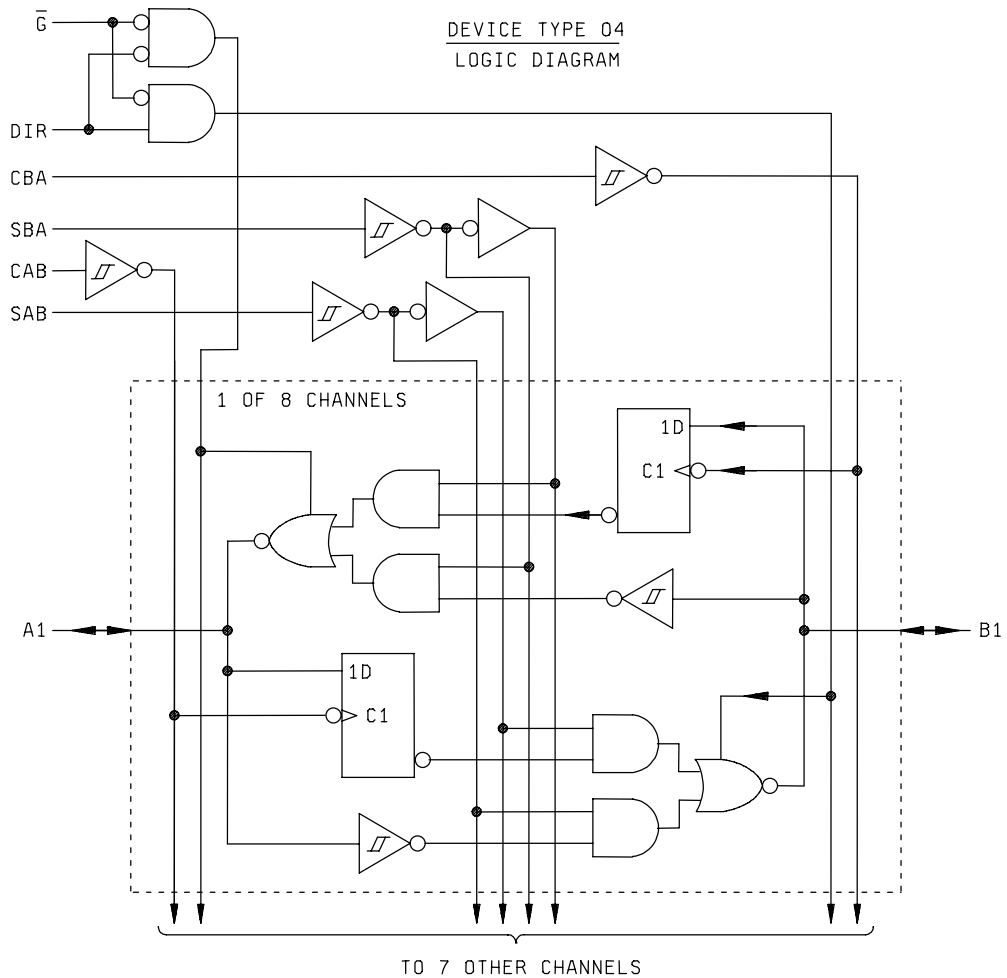 G̅
DEVICE TYPE 04
LOGIC DIAGRAM
DIR
CBA
SBA
CAB
SAB
1 OF 8 CHANNELS
1D
C1
A1
B1
1D
C1
TO 7 OTHER CHANNELS